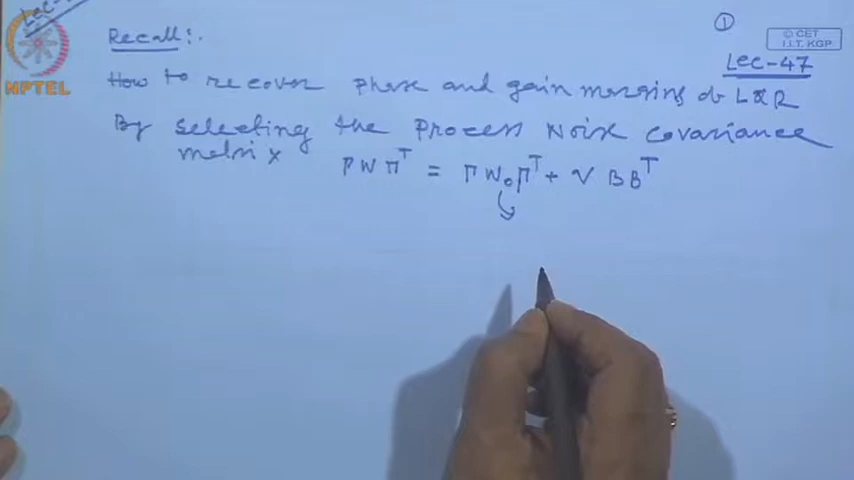 Lec-
NPTEL
①
© CET
I.I.T. KGP
Lec-47
Recall:.
How to recover phase and gain margins of LQR
By selecting the process noise covariance
matrix ΓWΓᵀ = ΓW₀Γᵀ + V BBᵀ